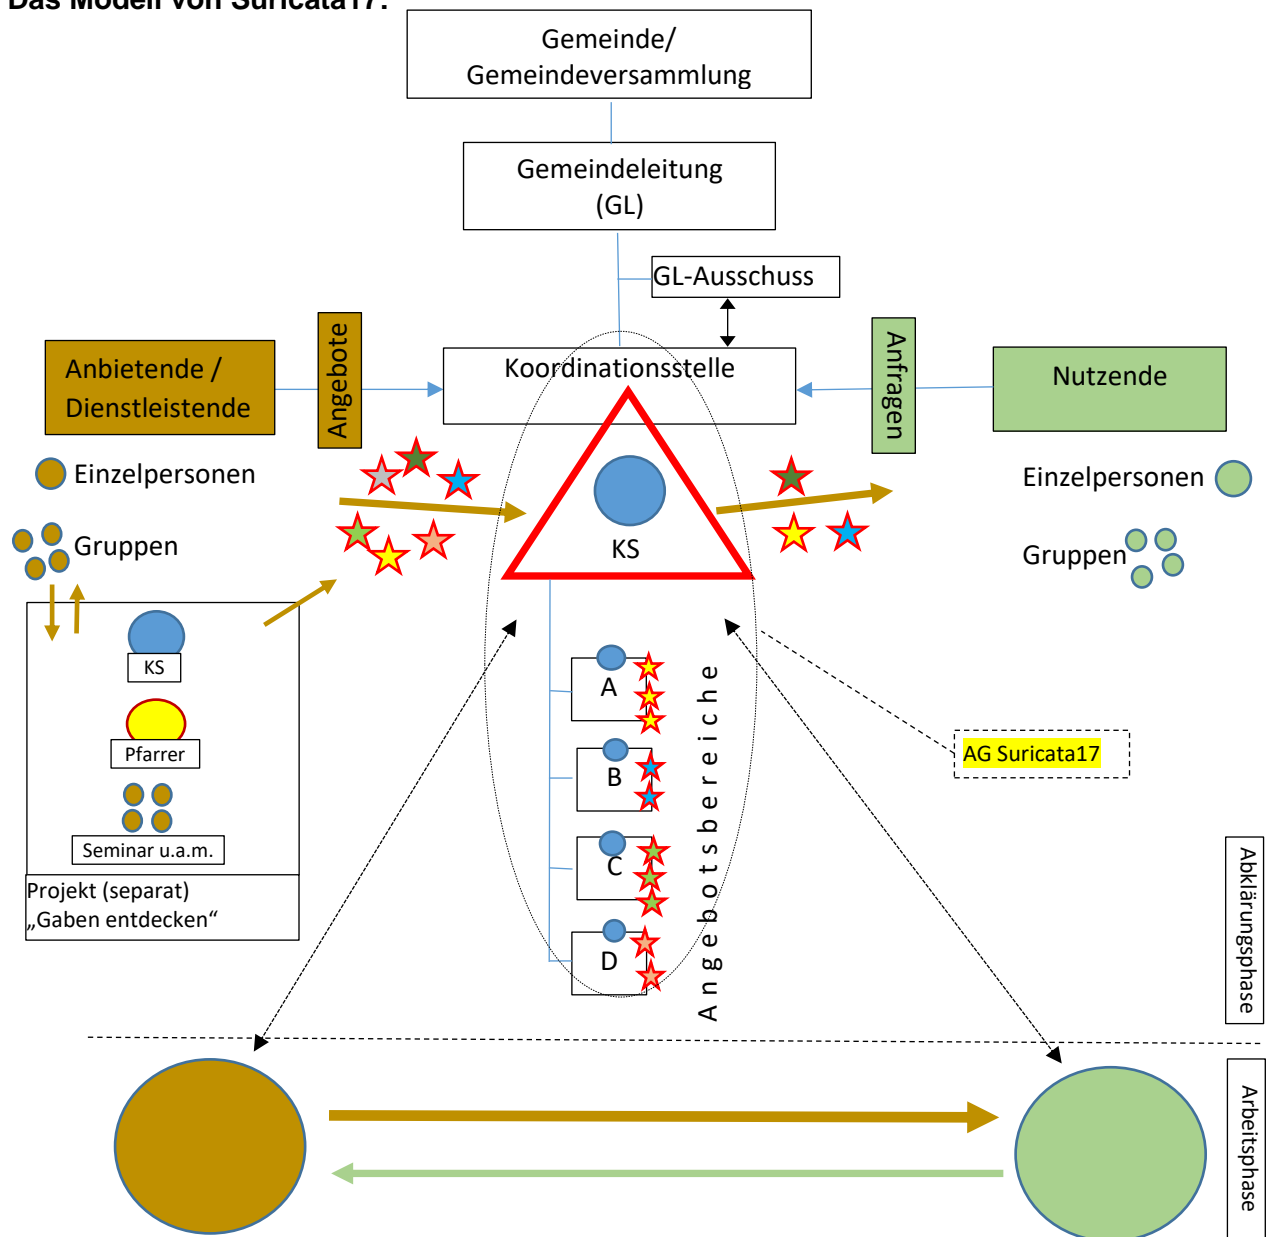 Das Modell von Suricata17:
Gemeinde/
Gemeindeversammlung
Gemeindeleitung
(GL)
GL-Ausschuss
Koordinationsstelle
Anbietende /
Dienstleistende
Angebote
Anfragen
Nutzende
Einzelpersonen
Gruppen
KS
Einzelpersonen
Gruppen
KS
Pfarrer
Seminar u.a.m.
Projekt (separat)
„Gaben entdecken“
A
B
C
D
Angebotsbereiche
AG Suricata17
Abklärungsphase
Arbeitsphase